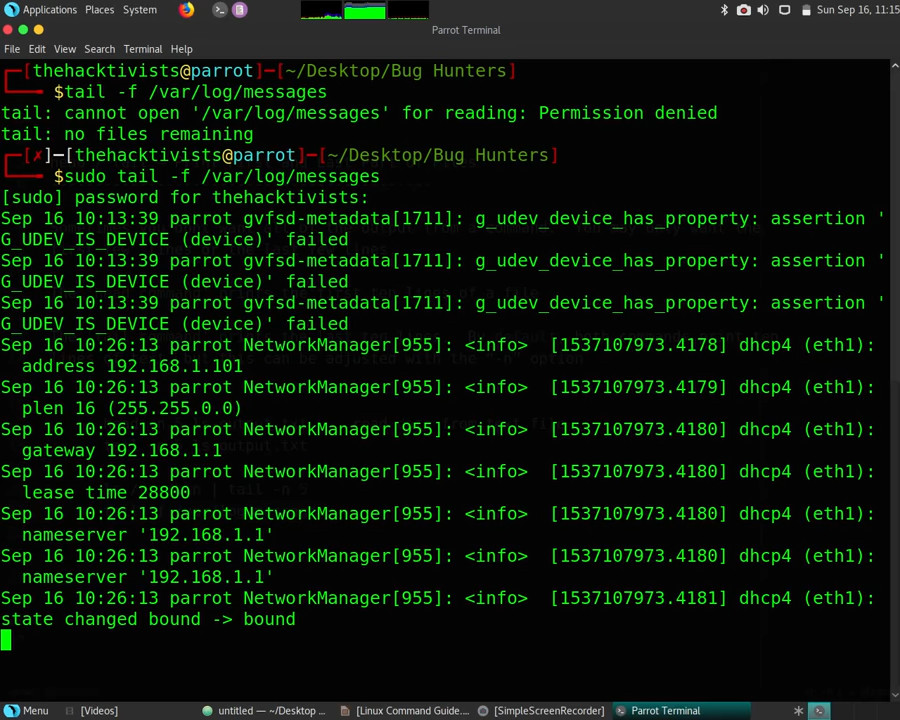 Applications Places System
Sun Sep 16, 11:15
Parrot Terminal
File Edit View Search Terminal Help
[thehacktivists@parrot]─[~/Desktop/Bug Hunters]
$tail -f /var/log/messages
tail: cannot open '/var/log/messages' for reading: Permission denied
tail: no files remaining
[✗]─[thehacktivists@parrot]─[~/Desktop/Bug Hunters]
$sudo tail -f /var/log/messages
[sudo] password for thehacktivists:
Sep 16 10:13:39 parrot gvfsd-metadata[1711]: g_udev_device_has_property: assertion '
G_UDEV_IS_DEVICE (device)' failed
Sep 16 10:13:39 parrot gvfsd-metadata[1711]: g_udev_device_has_property: assertion '
G_UDEV_IS_DEVICE (device)' failed
Sep 16 10:13:39 parrot gvfsd-metadata[1711]: g_udev_device_has_property: assertion '
G_UDEV_IS_DEVICE (device)' failed
Sep 16 10:26:13 parrot NetworkManager[955]: <info>  [1537107973.4178] dhcp4 (eth1):
address 192.168.1.101
Sep 16 10:26:13 parrot NetworkManager[955]: <info>  [1537107973.4179] dhcp4 (eth1):
plen 16 (255.255.0.0)
Sep 16 10:26:13 parrot NetworkManager[955]: <info>  [1537107973.4180] dhcp4 (eth1):
gateway 192.168.1.1
Sep 16 10:26:13 parrot NetworkManager[955]: <info>  [1537107973.4180] dhcp4 (eth1):
lease time 28800
Sep 16 10:26:13 parrot NetworkManager[955]: <info>  [1537107973.4180] dhcp4 (eth1):
nameserver '192.168.1.1'
Sep 16 10:26:13 parrot NetworkManager[955]: <info>  [1537107973.4180] dhcp4 (eth1):
nameserver '192.168.1.1'
Sep 16 10:26:13 parrot NetworkManager[955]: <info>  [1537107973.4181] dhcp4 (eth1):
state changed bound -> bound
Menu [Videos] untitled — ~/Desktop ... [Linux Command Guide.... [SimpleScreenRecorder] Parrot Terminal